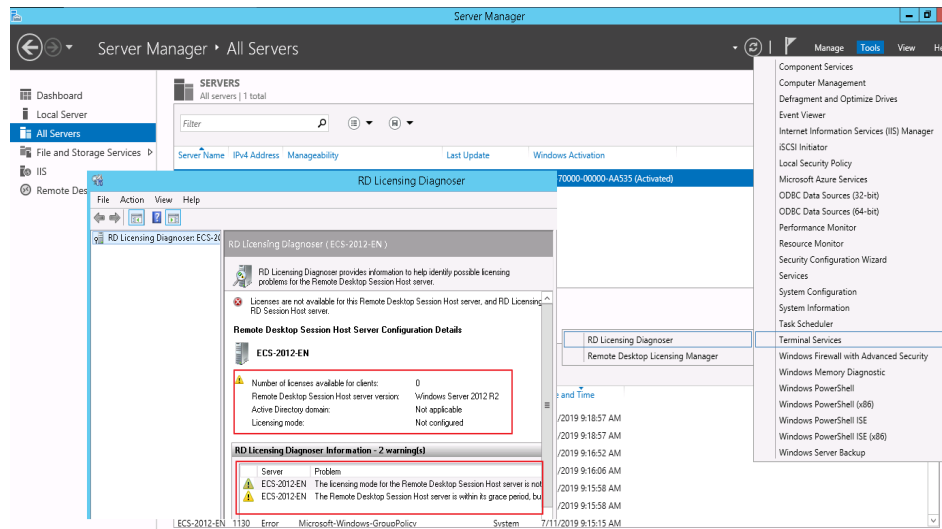 Server Manager
Server Manager • All Servers
Manage Tools View He
Dashboard
Local Server
All Servers
File and Storage Services
IIS
Remote Des
SERVERS
All servers | 1 total
Filter
Server Name IPv4 Address Manageability Last Update Windows Activation
70000-00000-AA535 (Activated)
Component Services
Computer Management
Defragment and Optimize Drives
Event Viewer
Internet Information Services (IIS) Manager
iSCSI Initiator
Local Security Policy
Microsoft Azure Services
ODBC Data Sources (32-bit)
ODBC Data Sources (64-bit)
Performance Monitor
Resource Monitor
Security Configuration Wizard
Services
System Configuration
System Information
Task Scheduler
Terminal Services
Windows Firewall with Advanced Security
Windows Memory Diagnostic
Windows PowerShell
Windows PowerShell (x86)
Windows PowerShell ISE
Windows PowerShell ISE (x86)
Windows Server Backup
RD Licensing Diagnoser
Remote Desktop Licensing Manager
RD Licensing Diagnoser
File Action View Help
RD Licensing Diagnoser: ECS-20
RD Licensing Diagnoser ( ECS-2012-EN )
RD Licensing Diagnoser provides information to help identify possible licensing
problems for the Remote Desktop Session Host server.
Licenses are not available for this Remote Desktop Session Host server, and RD Licensing
RD Session Host server.
Remote Desktop Session Host Server Configuration Details
ECS-2012-EN
Number of licenses available for clients: 0
Remote Desktop Session Host server version: Windows Server 2012 R2
Active Directory domain: Not applicable
Licensing mode: Not configured
RD Licensing Diagnoser Information - 2 warning(s)
Server Problem
ECS-2012-EN The licensing mode for the Remote Desktop Session Host server is not
ECS-2012-EN The Remote Desktop Session Host server is within its grace period, bu
e and Time
/2019 9:18:57 AM
/2019 9:18:57 AM
/2019 9:16:52 AM
/2019 9:16:06 AM
/2019 9:15:58 AM
/2019 9:15:58 AM
ECS-2012-EN 1130 Error Microsoft-Windows-GroupPolicy System 7/11/2019 9:15:15 AM